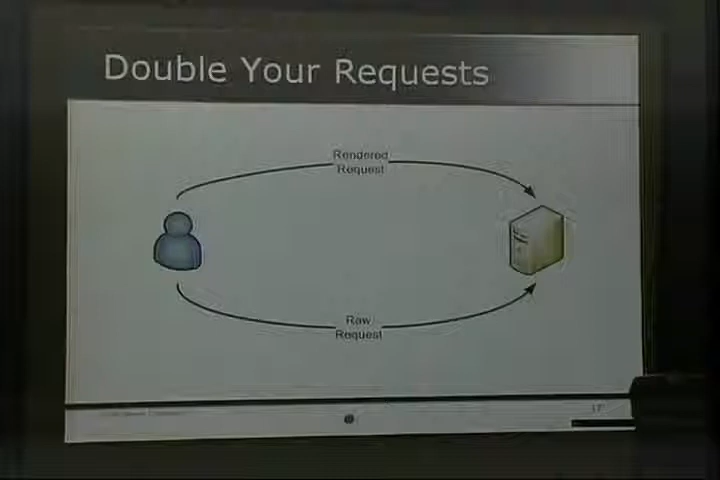 Double Your Requests
Rendered
Request
Raw
Request